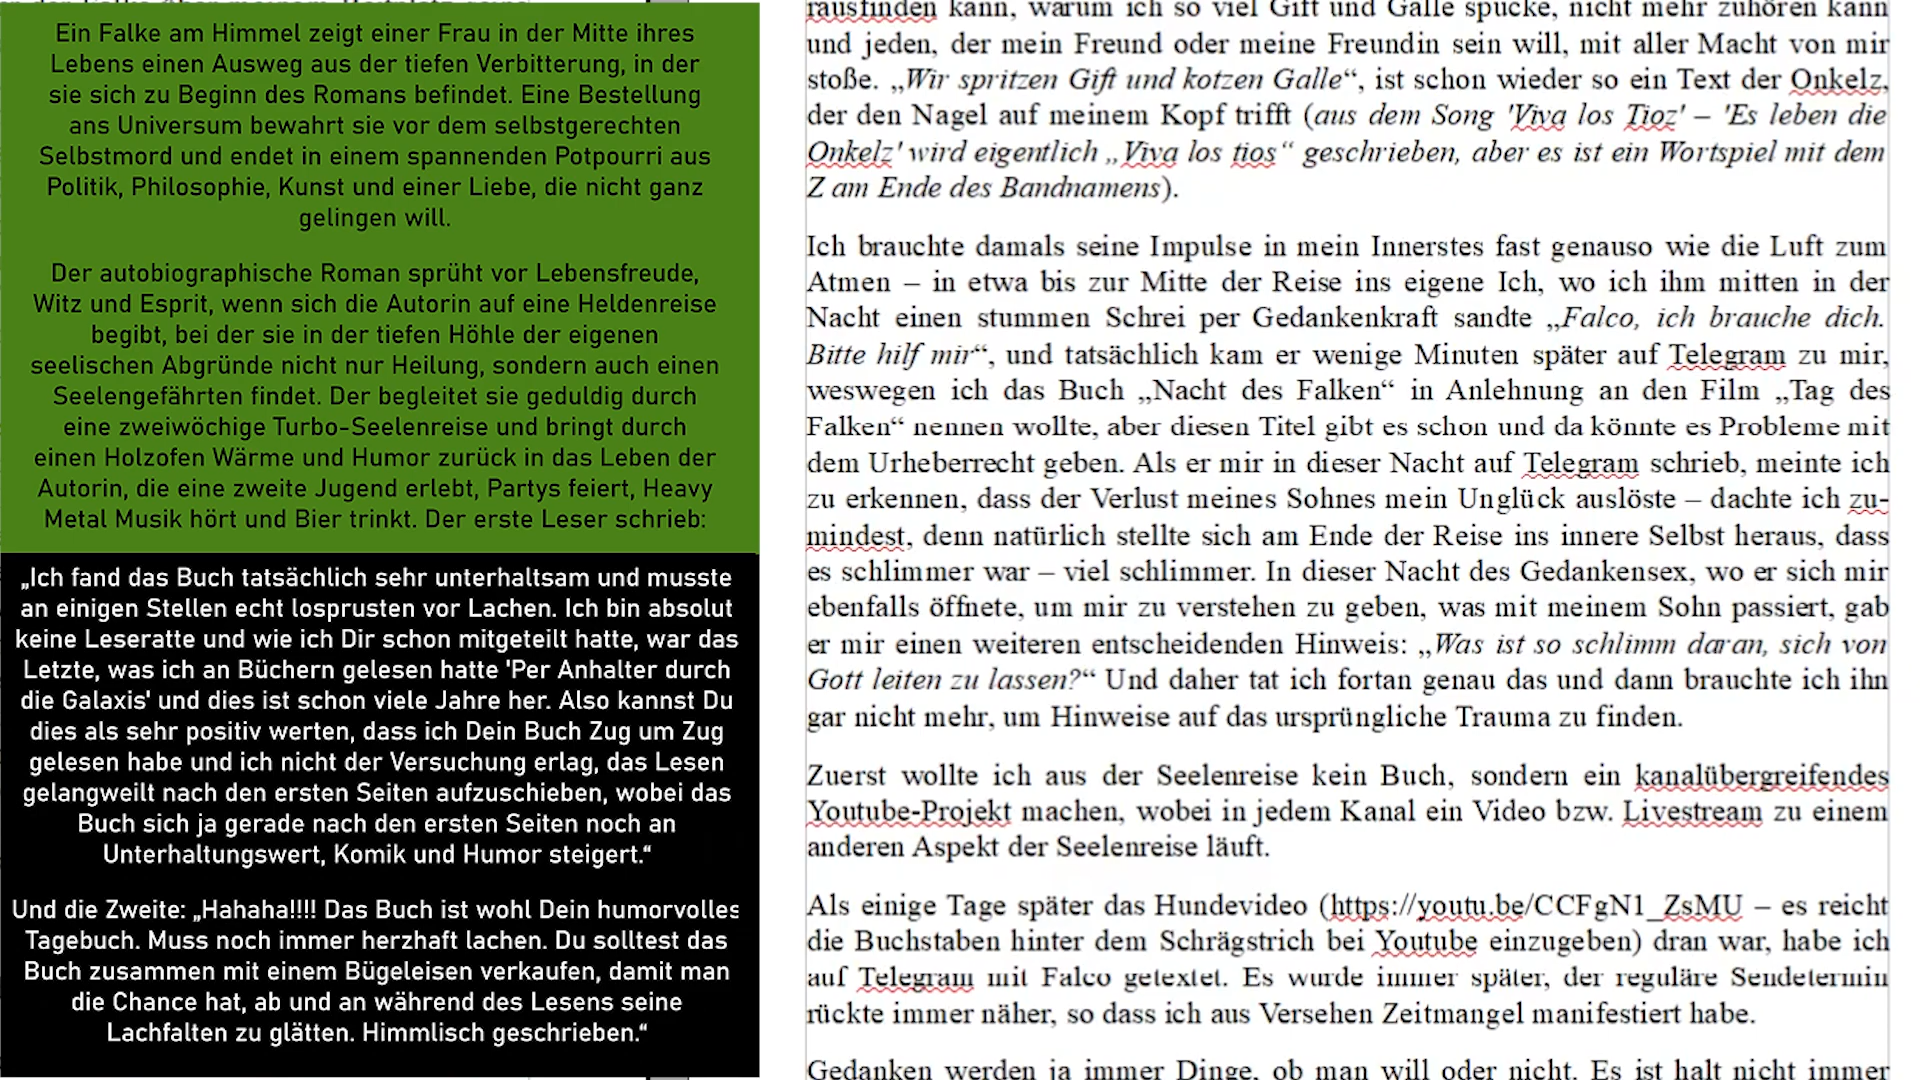 Ein Falke am Himmel zeigt einer Frau in der Mitte ihres
Lebens einen Ausweg aus der tiefen Verbitterung, in der
sie sich zu Beginn des Romans befindet. Eine Bestellung
ans Universum bewahrt sie vor dem selbstgerechten
Selbstmord und endet in einem spannenden Potpourri aus
Politik, Philosophie, Kunst und einer Liebe, die nicht ganz
gelingen will.
Der autobiographische Roman sprüht vor Lebensfreude,
Witz und Esprit, wenn sich die Autorin auf eine Heldenreise
begibt, bei der sie in der tiefen Höhle der eigenen
seelischen Abgründe nicht nur Heilung, sondern auch einen
Seelengefährten findet. Der begleitet sie geduldig durch
eine zweiwöchige Turbo-Seelenreise und bringt durch
einen Holzofen Wärme und Humor zurück in das Leben der
Autorin, die eine zweite Jugend erlebt, Partys feiert, Heavy
Metal Musik hört und Bier trinkt. Der erste Leser schrieb:
„Ich fand das Buch tatsächlich sehr unterhaltsam und musste
an einigen Stellen echt losprusten vor Lachen. Ich bin absolut
keine Leseratte und wie ich Dir schon mitgeteilt hatte, war das
Letzte, was ich an Büchern gelesen hatte 'Per Anhalter durch
die Galaxis' und dies ist schon viele Jahre her. Also kannst Du
dies als sehr positiv werten, dass ich Dein Buch Zug um Zug
gelesen habe und ich nicht der Versuchung erlag, das Lesen
gelangweilt nach den ersten Seiten aufzuschieben, wobei das
Buch sich ja gerade nach den ersten Seiten noch an
Unterhaltungswert, Komik und Humor steigert.“
Und die Zweite: „Hahaha!!!! Das Buch ist wohl Dein humorvolles
Tagebuch. Muss noch immer herzhaft lachen. Du solltest das
Buch zusammen mit einem Bügeleisen verkaufen, damit man
die Chance hat, ab und an während des Lesens seine
Lachfalten zu glätten. Himmlisch geschrieben.“
rausfinden kann, warum ich so viel Gift und Galle spucke, nicht mehr zuhören kann
und jeden, der mein Freund oder meine Freundin sein will, mit aller Macht von mir
stoße. „Wir spritzen Gift und kotzen Galle“, ist schon wieder so ein Text der Onkelz,
der den Nagel auf meinem Kopf trifft (aus dem Song 'Viva los Tioz' – 'Es leben die
Onkelz' wird eigentlich „Viva los tios“ geschrieben, aber es ist ein Wortspiel mit dem
Z am Ende des Bandnamens).
Ich brauchte damals seine Impulse in mein Innerstes fast genauso wie die Luft zum
Atmen – in etwa bis zur Mitte der Reise ins eigene Ich, wo ich ihm mitten in der
Nacht einen stummen Schrei per Gedankenkraft sandte „Falco, ich brauche dich.
Bitte hilf mir“, und tatsächlich kam er wenige Minuten später auf Telegram zu mir,
weswegen ich das Buch „Nacht des Falken“ in Anlehnung an den Film „Tag des
Falken“ nennen wollte, aber diesen Titel gibt es schon und da könnte es Probleme mit
dem Urheberrecht geben. Als er mir in dieser Nacht auf Telegram schrieb, meinte ich
zu erkennen, dass der Verlust meines Sohnes mein Unglück auslöste – dachte ich zu-
mindest, denn natürlich stellte sich am Ende der Reise ins innere Selbst heraus, dass
es schlimmer war – viel schlimmer. In dieser Nacht des Gedankensex, wo er sich mir
ebenfalls öffnete, um mir zu verstehen zu geben, was mit meinem Sohn passiert, gab
er mir einen weiteren entscheidenden Hinweis: „Was ist so schlimm daran, sich von
Gott leiten zu lassen?“ Und daher tat ich fortan genau das und dann brauchte ich ihn
gar nicht mehr, um Hinweise auf das ursprüngliche Trauma zu finden.
Zuerst wollte ich aus der Seelenreise kein Buch, sondern ein kanalübergreifendes
Youtube-Projekt machen, wobei in jedem Kanal ein Video bzw. Livestream zu einem
anderen Aspekt der Seelenreise läuft.
Als einige Tage später das Hundevideo (https://youtu.be/CCFgN1_ZsMU – es reicht
die Buchstaben hinter dem Schrägstrich bei Youtube einzugeben) dran war, habe ich
auf Telegram mit Falco getextet. Es wurde immer später, der reguläre Sendetermin
rückte immer näher, so dass ich aus Versehen Zeitmangel manifestiert habe.
Gedanken werden ja immer Dinge, ob man will oder nicht. Es ist halt nicht immer